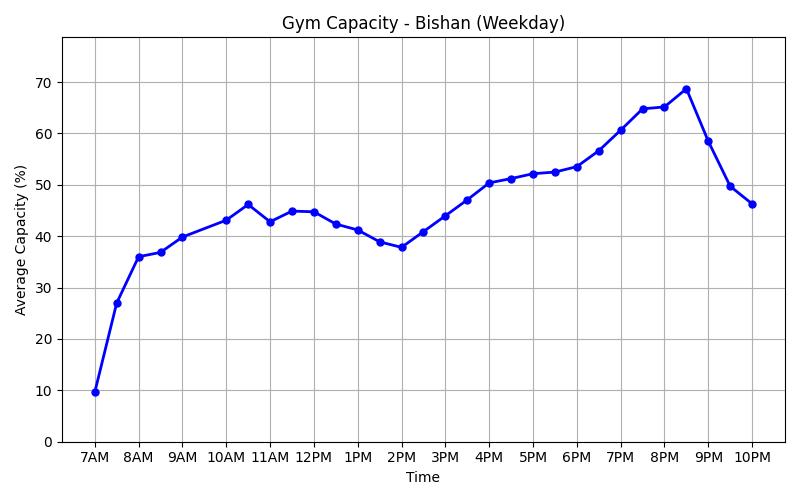 Gym Capacity - Bishan (Weekday)
Average Capacity (%)
70
60
50
40
30
20
10
0
7AM 8AM 9AM 10AM 11AM 12PM 1PM 2PM 3PM 4PM 5PM 6PM 7PM 8PM 9PM 10PM
Time